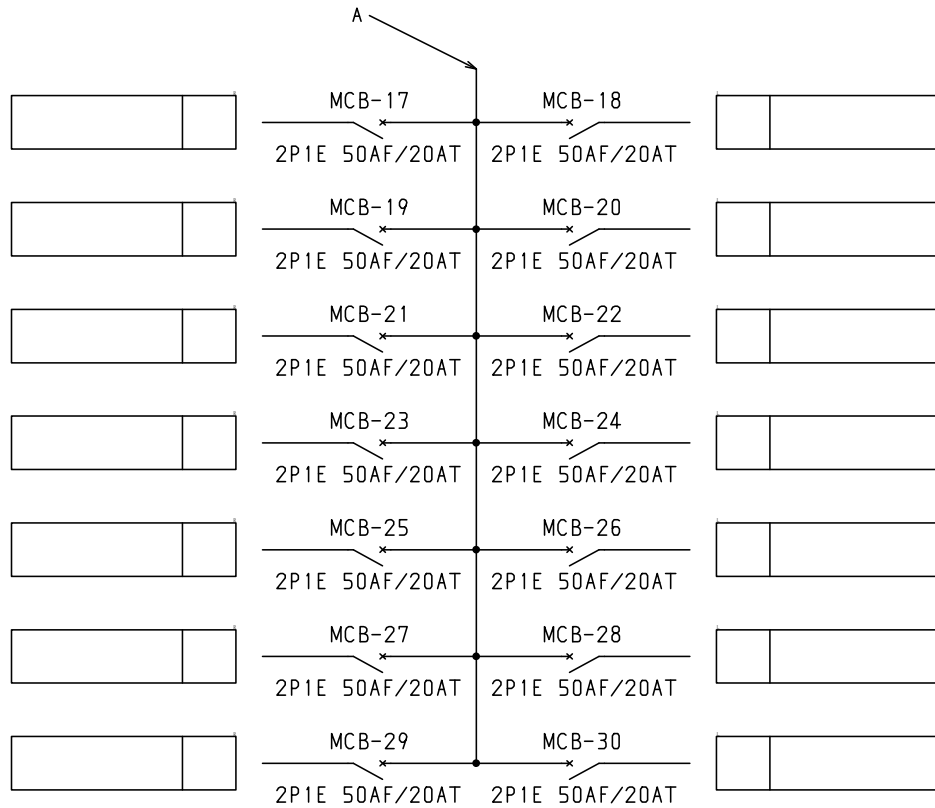 A
MCB-17 MCB-18
2P1E 50AF/20AT 2P1E 50AF/20AT
MCB-19 MCB-20
2P1E 50AF/20AT 2P1E 50AF/20AT
MCB-21 MCB-22
2P1E 50AF/20AT 2P1E 50AF/20AT
MCB-23 MCB-24
2P1E 50AF/20AT 2P1E 50AF/20AT
MCB-25 MCB-26
2P1E 50AF/20AT 2P1E 50AF/20AT
MCB-27 MCB-28
2P1E 50AF/20AT 2P1E 50AF/20AT
MCB-29 MCB-30
2P1E 50AF/20AT 2P1E 50AF/20AT